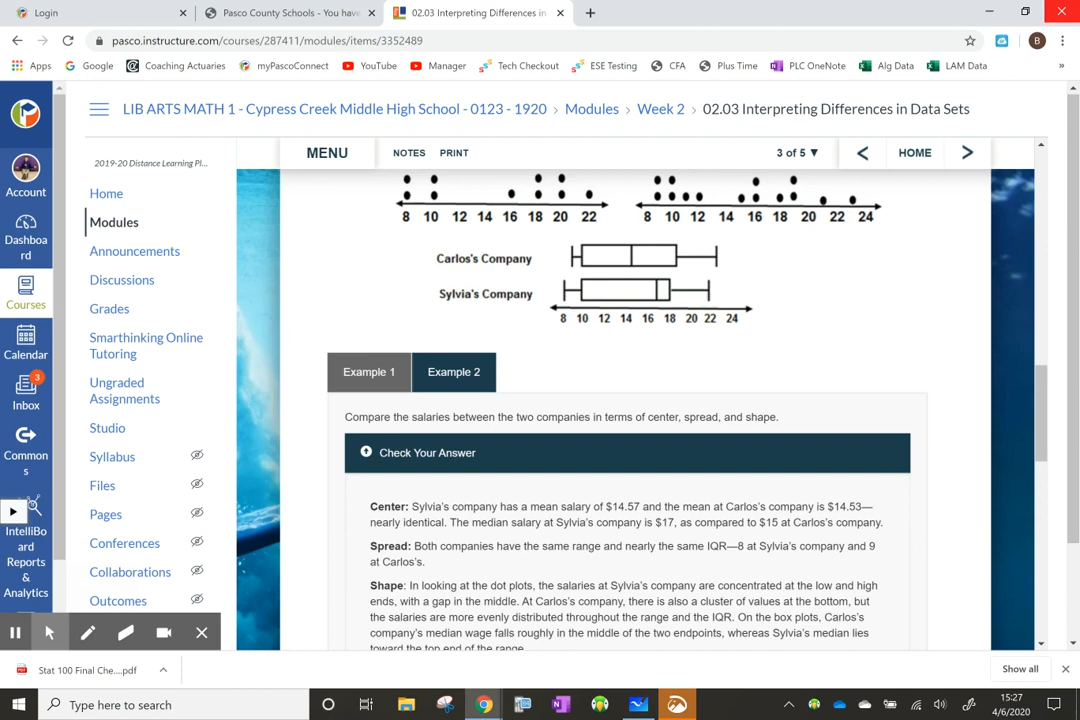 Login
Pasco County Schools - You have
02.03 Interpreting Differences in
pasco.instructure.com/courses/287411/modules/items/3352489
B
Apps
Google
Coaching Actuaries
myPascoConnect
YouTube
Manager
Tech Checkout
ESE Testing
CFA
Plus Time
PLC OneNote
Alg Data
LAM Data
»
LIB ARTS MATH 1 - Cypress Creek Middle High School - 0123 - 1920 › Modules › Week 2 › 02.03 Interpreting Differences in Data Sets
Account
Dashboa
rd
Courses
Calendar
3
Inbox
Common
s
IntelliBo
ard
Reports
&
Analytics
2019-20 Distance Learning Pl...
Home
Modules
Announcements
Discussions
Grades
Smarthinking Online
Tutoring
Ungraded
Assignments
Studio
Syllabus
Files
Pages
Conferences
Collaborations
Outcomes
MENU NOTES PRINT 3 of 5 ▼ < HOME >
8 10 12 14 16 18 20 22
8 10 12 14 16 18 20 22 24
Carlos's Company
Sylvia's Company
8 10 12 14 16 18 20 22 24
Example 1 Example 2
Compare the salaries between the two companies in terms of center, spread, and shape.
Check Your Answer
Center: Sylvia's company has a mean salary of $14.57 and the mean at Carlos's company is $14.53—
nearly identical. The median salary at Sylvia's company is $17, as compared to $15 at Carlos's company.
Spread: Both companies have the same range and nearly the same IQR—8 at Sylvia's company and 9
at Carlos's.
Shape: In looking at the dot plots, the salaries at Sylvia's company are concentrated at the low and high
ends, with a gap in the middle. At Carlos's company, there is also a cluster of values at the bottom, but
the salaries are more evenly distributed throughout the range and the IQR. On the box plots, Carlos's
company's median wage falls roughly in the middle of the two endpoints, whereas Sylvia's median lies
toward the top end of the range.
Stat 100 Final Che....pdf
Show all
Type here to search
15:27
4/6/2020